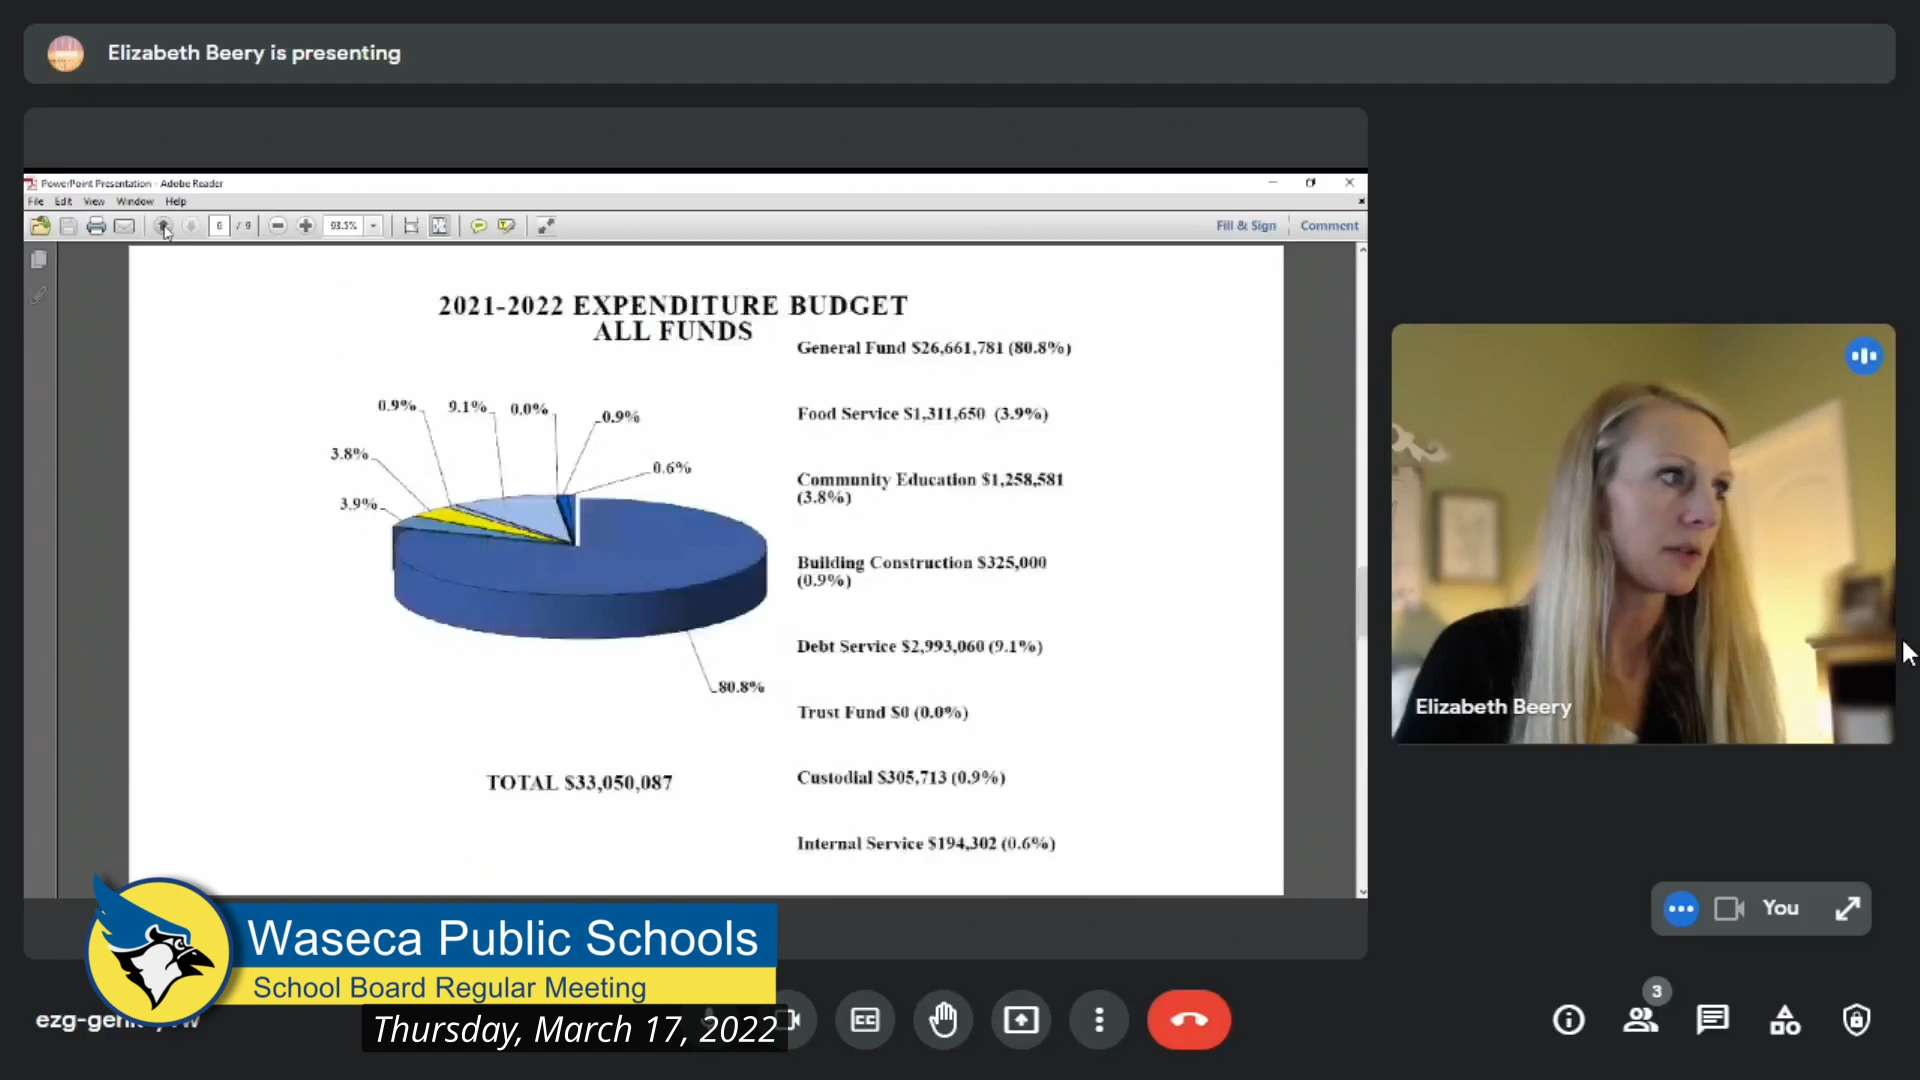 Elizabeth Beery is presenting
PowerPoint Presentation - Adobe Reader
File Edit View Window Help
6 / 9
93.5%
Fill & Sign
Comment
2021-2022 EXPENDITURE BUDGET
ALL FUNDS
General Fund $26,661,781 (80.8%)
Food Service $1,311,650 (3.9%)
Community Education $1,258,581
(3.8%)
Building Construction $325,000
(0.9%)
Debt Service $2,993,060 (9.1%)
Trust Fund $0 (0.0%)
Custodial $305,713 (0.9%)
Internal Service $194,302 (0.6%)
0.9%
9.1%
0.0%
0.9%
3.8%
0.6%
3.9%
80.8%
TOTAL $33,050,087
Elizabeth Beery
You
Waseca Public Schools
School Board Regular Meeting
Thursday, March 17, 2022
CC
3